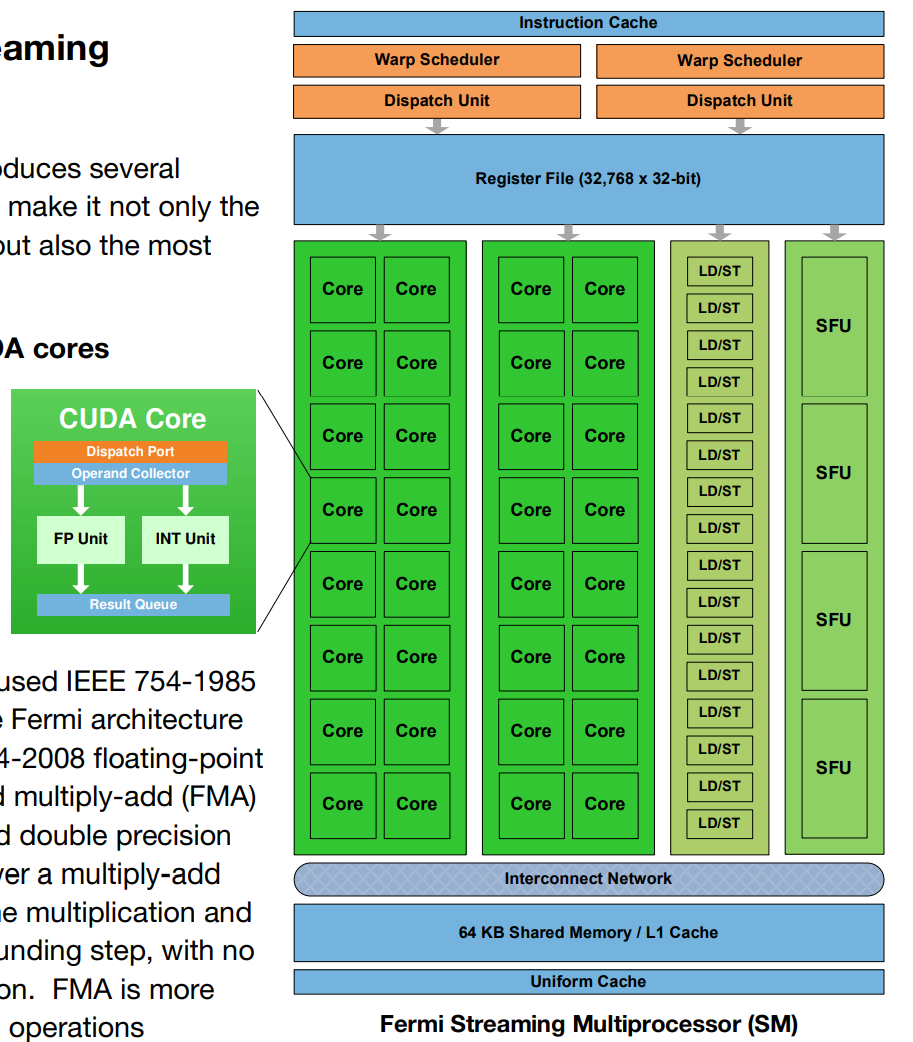 eaming
oduces several
make it not only the
out also the most
DA cores
CUDA Core
Dispatch Port
Operand Collector
FP Unit INT Unit
Result Queue
used IEEE 754-1985
e Fermi architecture
4-2008 floating-point
d multiply-add (FMA)
d double precision
ver a multiply-add
ne multiplication and
unding step, with no
on. FMA is more
operations
Instruction Cache
Warp Scheduler Warp Scheduler
Dispatch Unit Dispatch Unit
Register File (32,768 x 32-bit)
Core Core Core Core LD/ST
LD/ST
SFU
Core Core Core Core LD/ST
LD/ST
Core Core Core Core LD/ST
LD/ST
SFU
Core Core Core Core LD/ST
LD/ST
Core Core Core Core LD/ST
LD/ST
SFU
Core Core Core Core LD/ST
LD/ST
Core Core Core Core LD/ST
LD/ST
SFU
Core Core Core Core LD/ST
LD/ST
Interconnect Network
64 KB Shared Memory / L1 Cache
Uniform Cache
Fermi Streaming Multiprocessor (SM)